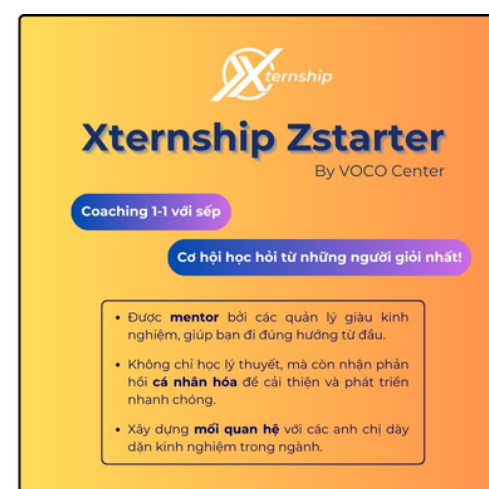 Xternship
Xternship Zstarter
By VOCO Center
Coaching 1-1 với sếp
Cơ hội học hỏi từ những người giỏi nhất!
• Được mentor bởi các quản lý giàu kinh
nghiệm, giúp bạn đi đúng hướng từ đầu.
• Không chỉ học lý thuyết, mà còn nhận phản
hồi cá nhân hóa để cải thiện và phát triển
nhanh chóng.
• Xây dựng mối quan hệ với các anh chị dày
dặn kinh nghiệm trong ngành.